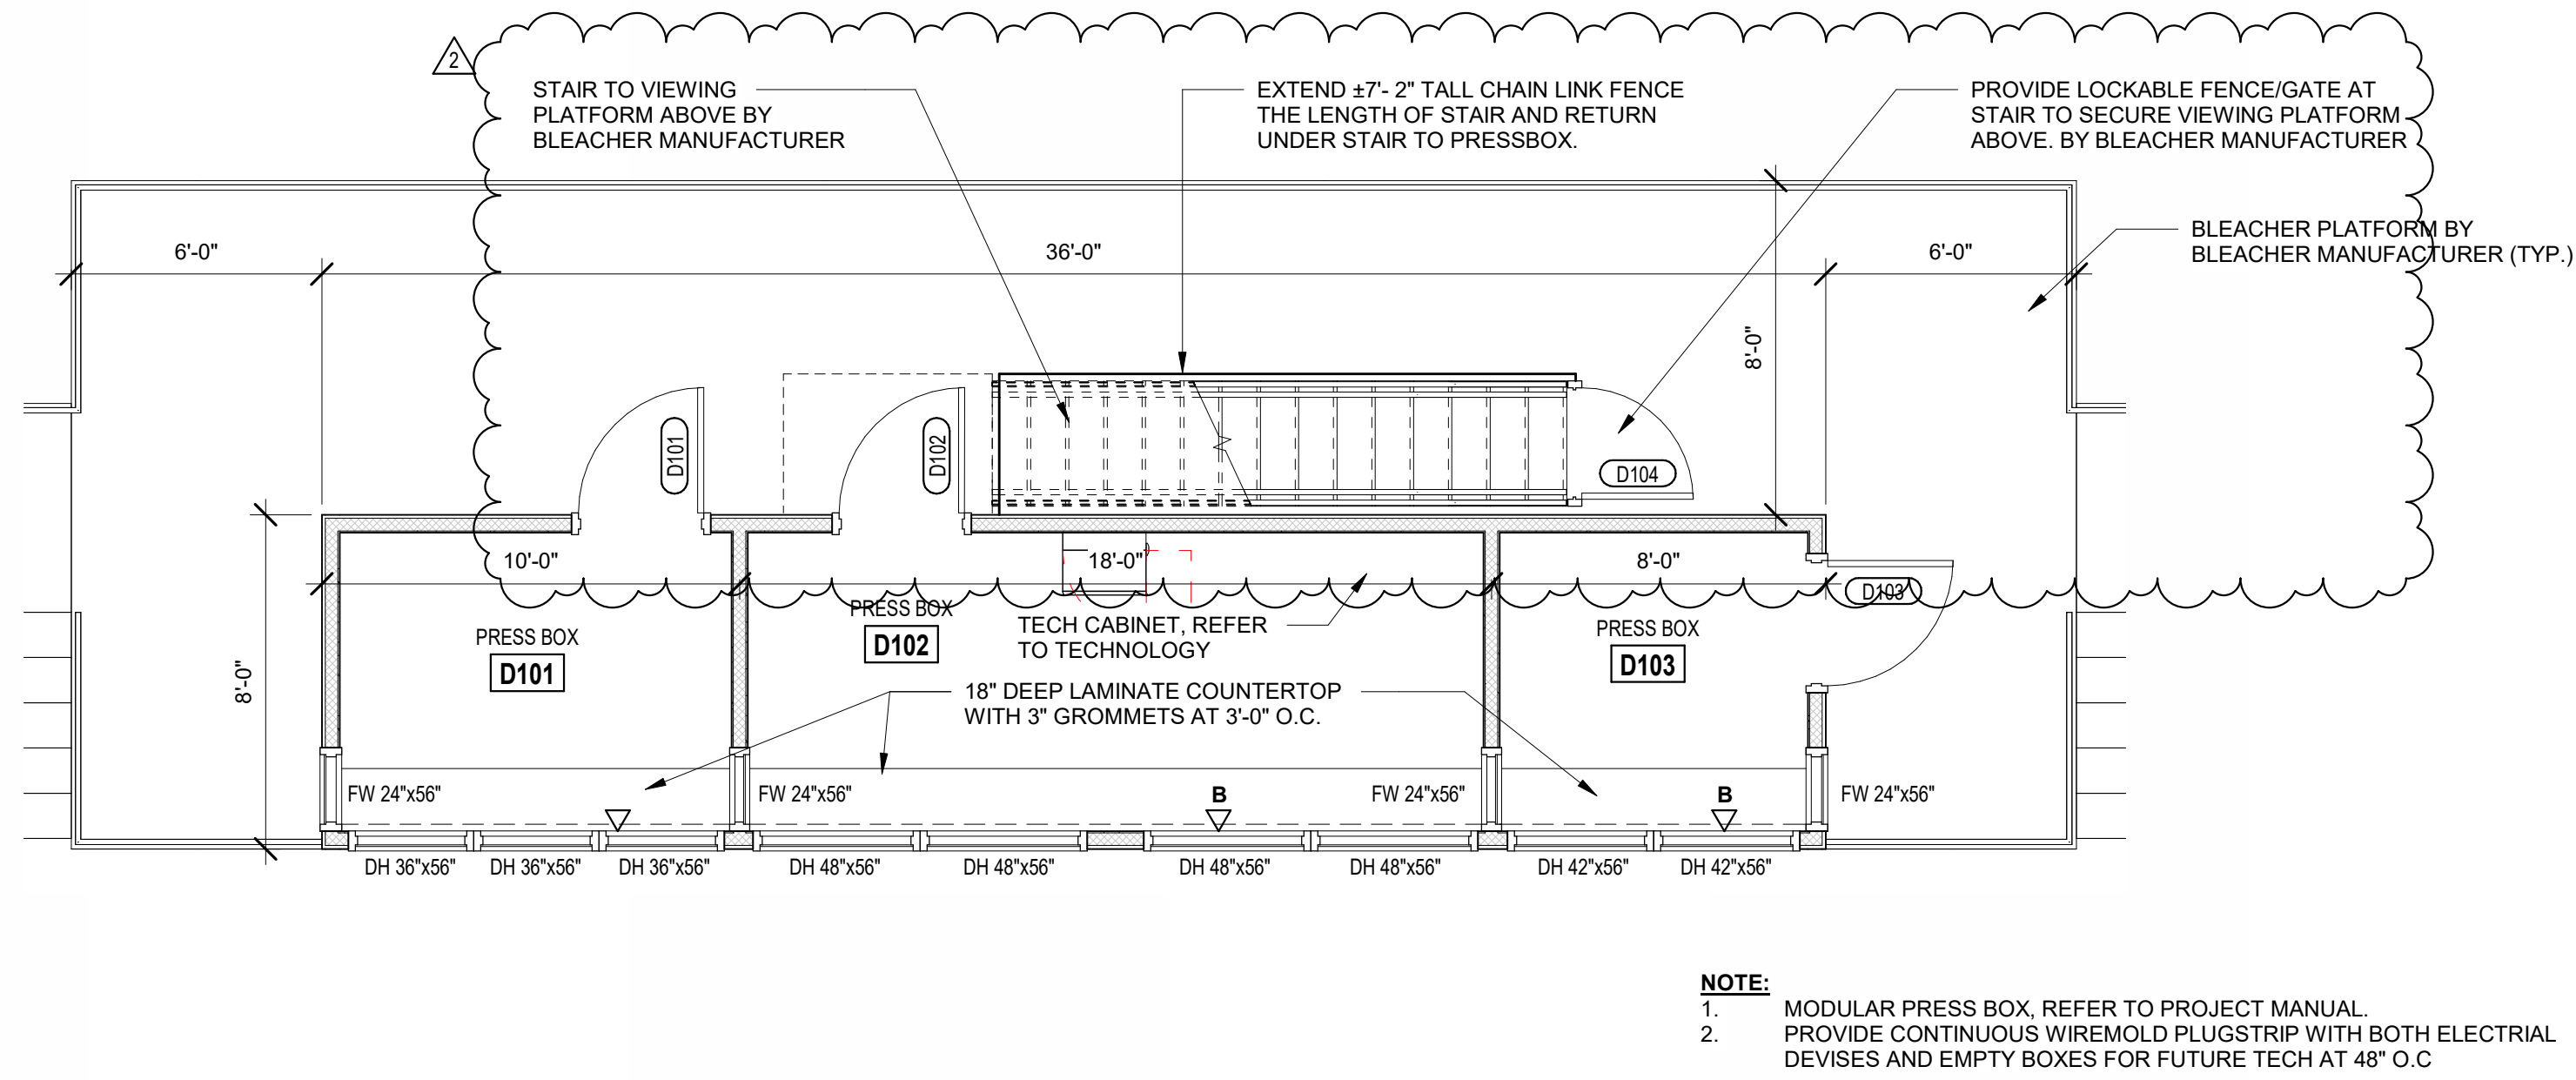 2
STAIR TO VIEWING
PLATFORM ABOVE BY
BLEACHER MANUFACTURER
EXTEND ±7'- 2" TALL CHAIN LINK FENCE
THE LENGTH OF STAIR AND RETURN
UNDER STAIR TO PRESSBOX.
PROVIDE LOCKABLE FENCE/GATE AT
STAIR TO SECURE VIEWING PLATFORM
ABOVE. BY BLEACHER MANUFACTURER
BLEACHER PLATFORM BY
BLEACHER MANUFACTURER (TYP.)
6'-0"
36'-0"
6'-0"
8'-0"
D101
D102
D104
10'-0"
18'-0"
8'-0"
D103
PRESS BOX
D101
PRESS BOX
D102
TECH CABINET, REFER
TO TECHNOLOGY
PRESS BOX
D103
8'-0"
18" DEEP LAMINATE COUNTERTOP
WITH 3" GROMMETS AT 3'-0" O.C.
FW 24"x56"
FW 24"x56"
B
FW 24"x56"
B
FW 24"x56"
DH 36"x56"
DH 36"x56"
DH 36"x56"
DH 48"x56"
DH 48"x56"
DH 48"x56"
DH 48"x56"
DH 42"x56"
DH 42"x56"
NOTE:
1. MODULAR PRESS BOX, REFER TO PROJECT MANUAL.
2. PROVIDE CONTINUOUS WIREMOLD PLUGSTRIP WITH BOTH ELECTRIAL
DEVISES AND EMPTY BOXES FOR FUTURE TECH AT 48" O.C